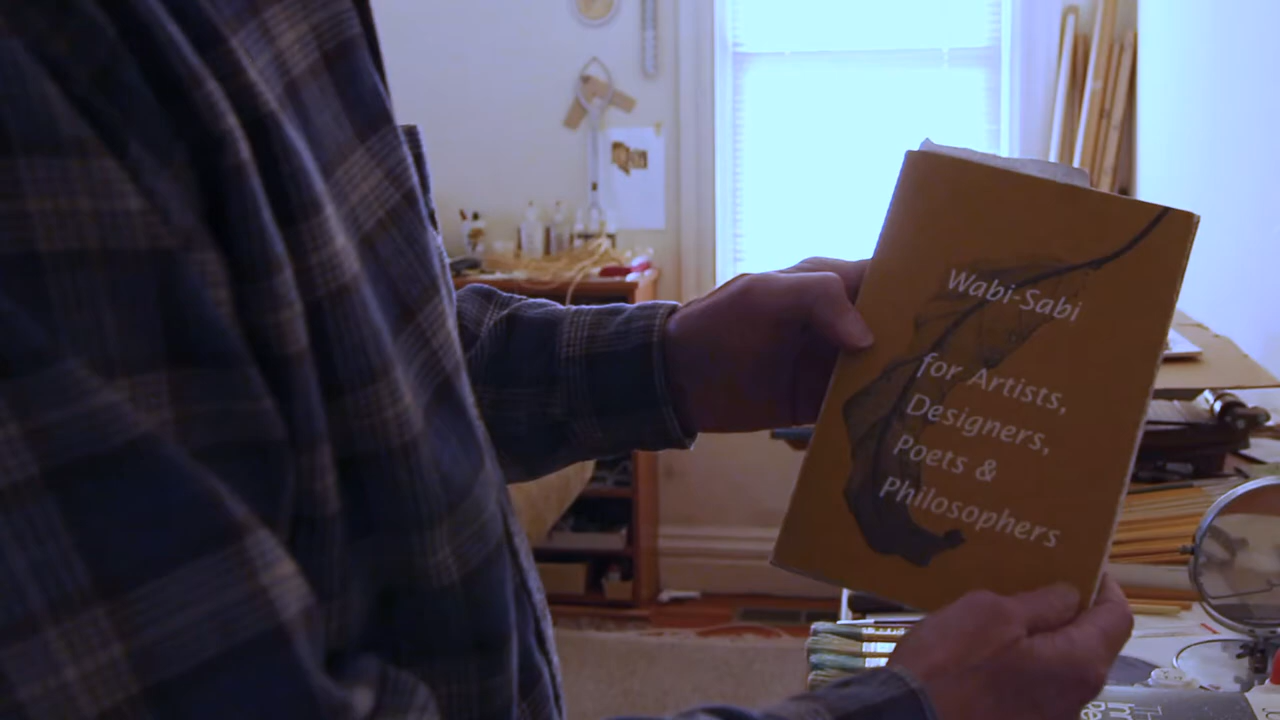 Wabi-Sabi
for Artists,
Designers,
Poets &
Philosophers